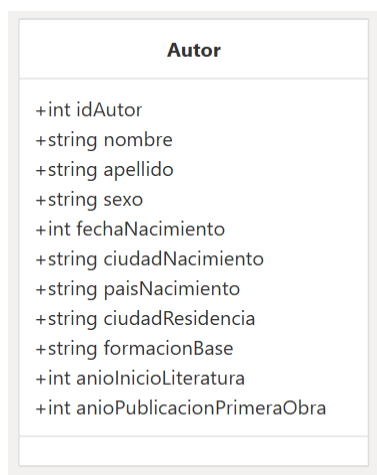 Autor
+int idAutor
+string nombre
+string apellido
+string sexo
+int fechaNacimiento
+string ciudadNacimiento
+string paisNacimiento
+string ciudadResidencia
+string formacionBase
+int anioInicioLiteratura
+int anioPublicacionPrimeraObra